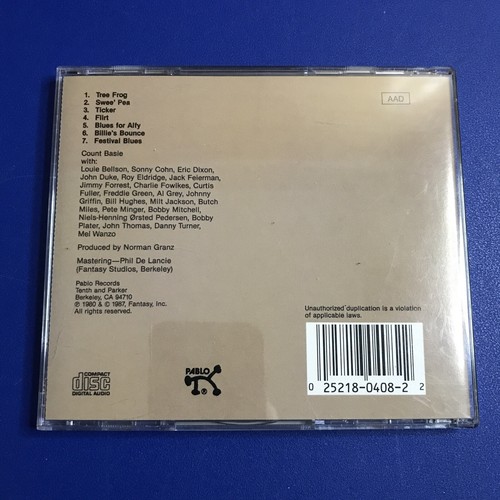 1. Tree Frog
2. Swee' Pea
3. Ticker
4. Flirt
5. Blues for Alfy
6. Billie's Bounce
7. Festival Blues
AAD
Count Basie
with:
Louie Bellson, Sonny Cohn, Eric Dixon,
John Duke, Roy Eldridge, Jack Feierman,
Jimmy Forrest, Charlie Fowlkes, Curtis
Fuller, Freddie Green, Al Grey, Johnny
Griffin, Bill Hughes, Milt Jackson, Butch
Miles, Pete Minger, Bobby Mitchell,
Niels-Henning Ørsted Pedersen, Bobby
Plater, John Thomas, Danny Turner,
Mel Wanzo
Produced by Norman Granz
Mastering—Phil De Lancie
(Fantasy Studios, Berkeley)
Pablo Records
Tenth and Parker
Berkeley, CA 94710
℗ 1980 & © 1987, Fantasy, Inc.
All rights reserved.
Unauthorized duplication is a violation
of applicable laws.
COMPACT
disc
DIGITAL AUDIO
PABLO
®
0 25218-0408-2 2